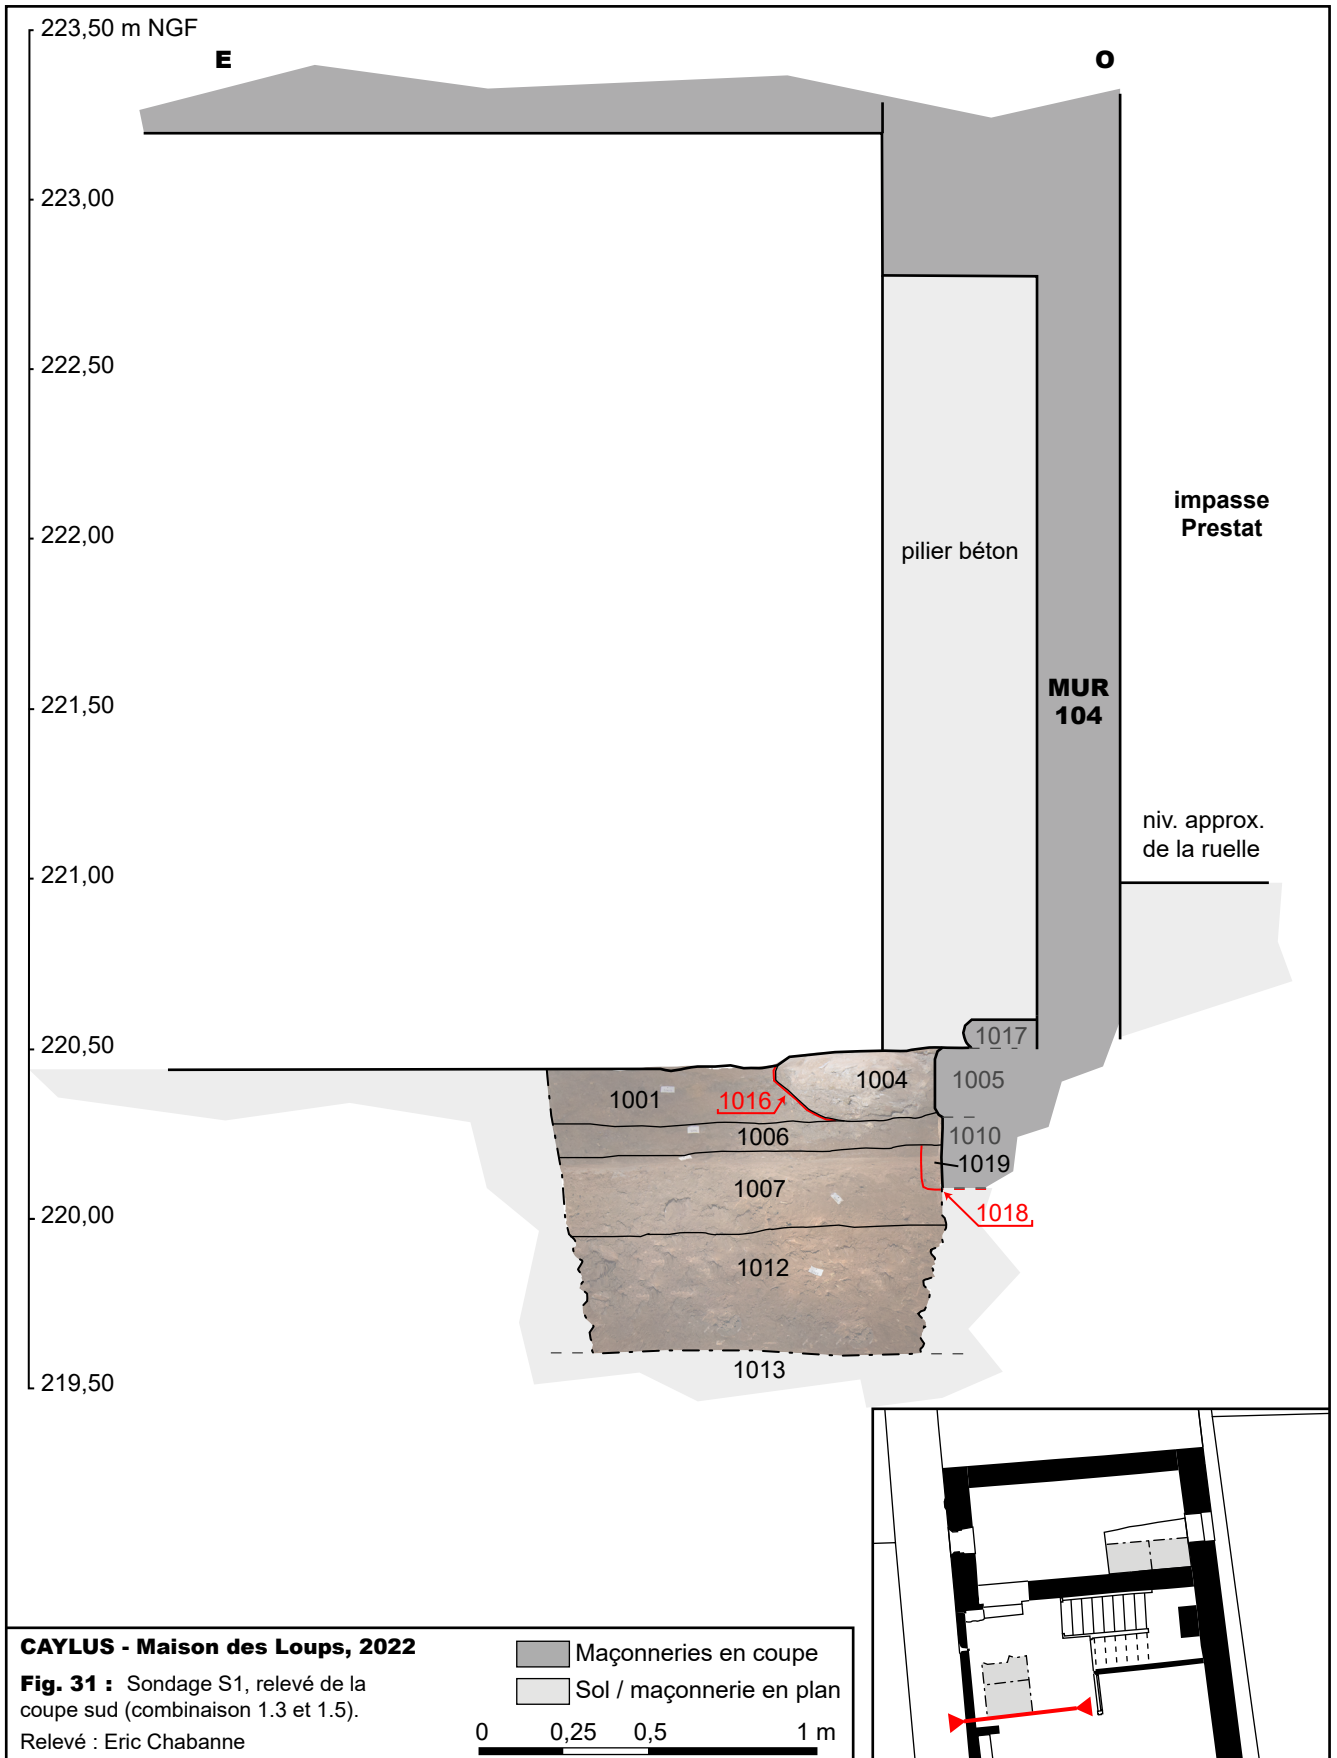 223,50 m NGF
E
O
223,00
222,50
impasse
Prestat
222,00
pilier béton
221,50
MUR
104
niv. approx.
de la ruelle
221,00
220,50
1017
1004
1005
1001
1016
1006
1010
1019
1007
1018
220,00
1012
1013
219,50
CAYLUS - Maison des Loups, 2022
Fig. 31 : Sondage S1, relevé de la
coupe sud (combinaison 1.3 et 1.5).
Relevé : Eric Chabanne
Maçonneries en coupe
Sol / maçonnerie en plan
0 0,25 0,5 1 m